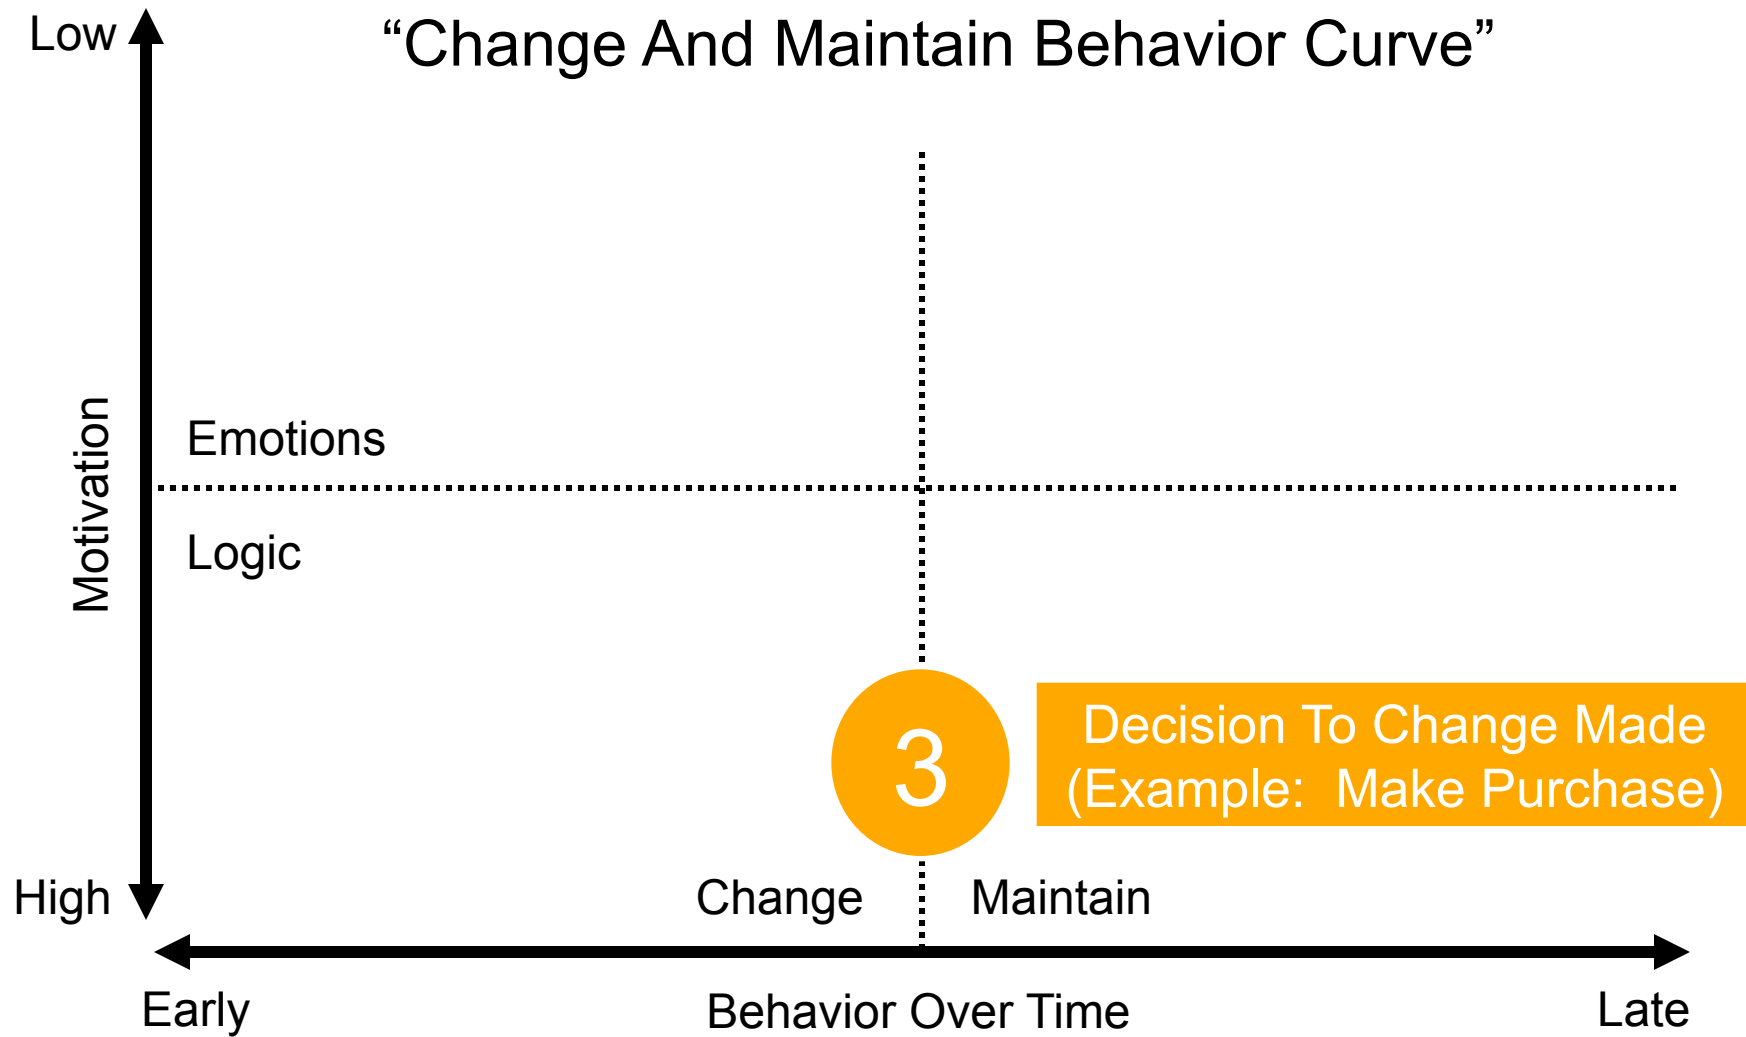 “Change And Maintain Behavior Curve”
Low
Motivation
Emotions
Logic
3
Decision To Change Made
(Example:  Make Purchase)
High
Change
Maintain
Early
Behavior Over Time
Late